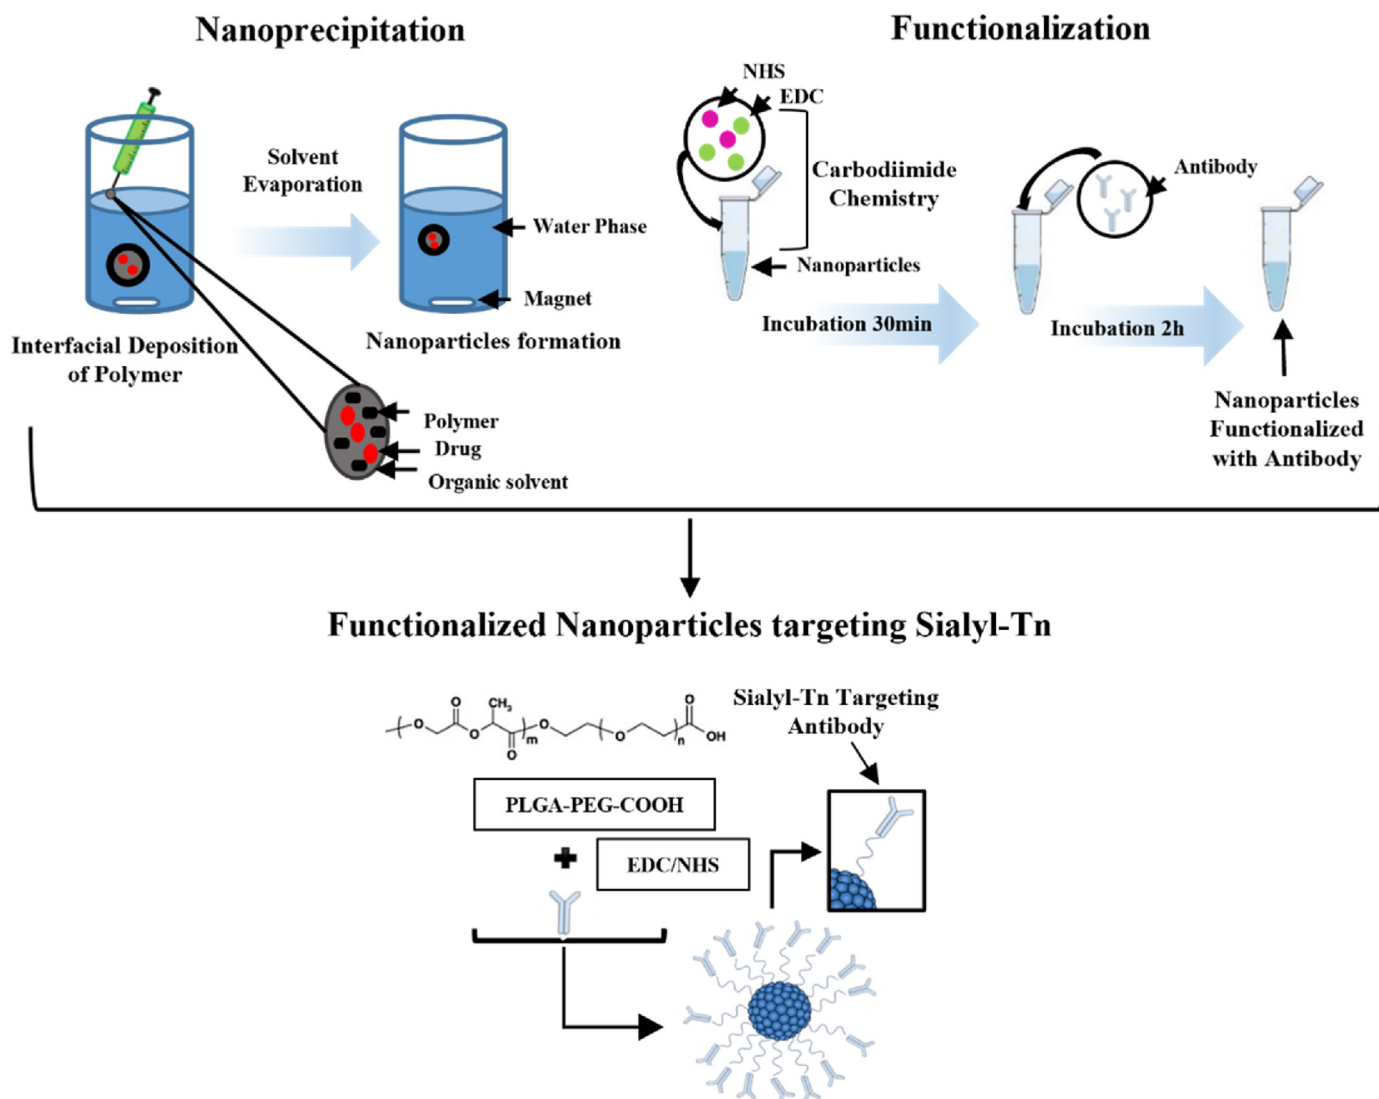 Nanoprecipitation
Solvent
Evaporation
Water Phase
Magnet
Interfacial Deposition
of Polymer
Nanoparticles formation
Polymer
Drug
Organic solvent
Functionalization
NHS
EDC
Carbodiimide
Chemistry
Nanoparticles
Incubation 30min
Antibody
Incubation 2h
Nanoparticles
Functionalized
with Antibody
Functionalized Nanoparticles targeting Sialyl-Tn
O
O
O
CH₃
O
m
O
O
n
O
OH
PLGA-PEG-COOH
EDC/NHS
Sialyl-Tn Targeting
Antibody